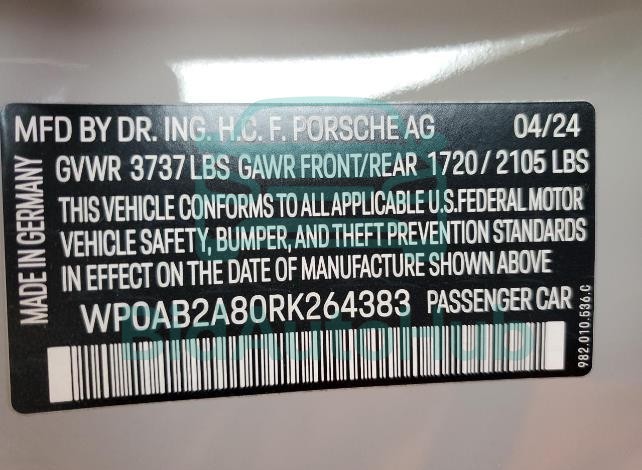 MFD BY DR. ING. H.C. F. PORSCHE AG 04/24
GVWR 3737 LBS GAWR FRONT/REAR 1720 / 2105 LBS
THIS VEHICLE CONFORMS TO ALL APPLICABLE U.S.FEDERAL MOTOR
VEHICLE SAFETY, BUMPER, AND THEFT PREVENTION STANDARDS
IN EFFECT ON THE DATE OF MANUFACTURE SHOWN ABOVE
WP0AB2A80RK264383 PASSENGER CAR
MADE IN GERMANY
982.010.536.C
BidAutoHub